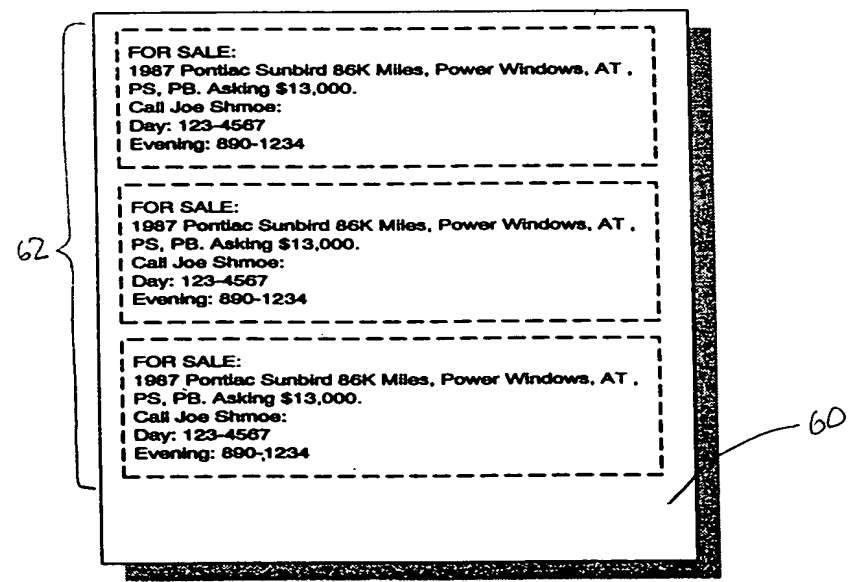 FOR SALE:
1987 Pontiac Sunbird 86K Miles, Power Windows, AT ,
PS, PB. Asking $13,000.
Call Joe Shmoe:
Day: 123-4567
Evening: 890-1234
62
FOR SALE:
1987 Pontiac Sunbird 86K Miles, Power Windows, AT ,
PS, PB. Asking $13,000.
Call Joe Shmoe:
Day: 123-4567
Evening: 890-1234
FOR SALE:
1987 Pontiac Sunbird 86K Miles, Power Windows, AT ,
PS, PB. Asking $13,000.
Call Joe Shmoe:
Day: 123-4567
Evening: 890-1234
60